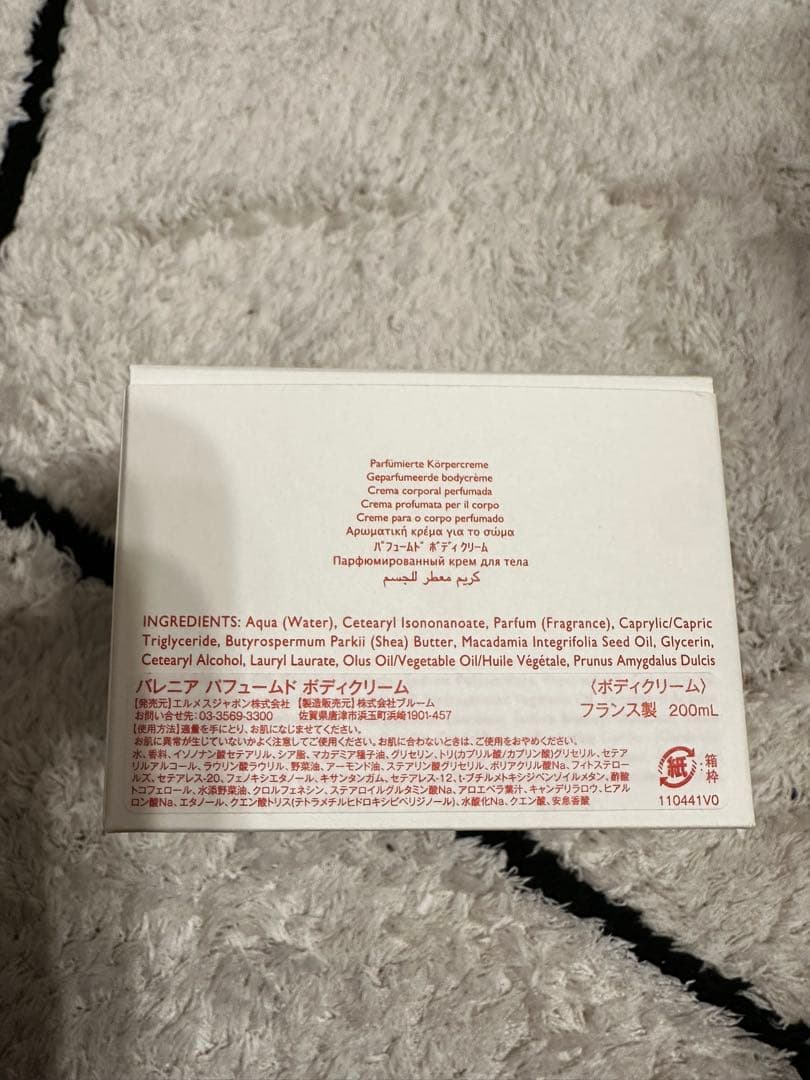 Parfümierte Körpercreme
Geparfumeerde bodycrème
Crema corporal perfumada
Crema profumata per il corpo
Creme para o corpo perfumado
Αρωματική κρέμα για το σώμα
ﾊﾟﾌｭｰﾑﾄﾞ ﾎﾞﾃﾞｨ ｸﾘｰﾑ
Парфюмированный крем для тела
كريم معطر للجسم
INGREDIENTS: Aqua (Water), Cetearyl Isononanoate, Parfum (Fragrance), Caprylic/Capric
Triglyceride, Butyrospermum Parkii (Shea) Butter, Macadamia Integrifolia Seed Oil, Glycerin,
Cetearyl Alcohol, Lauryl Laurate, Olus Oil/Vegetable Oil/Huile Végétale, Prunus Amygdalus Dulcis
バレニア パフュームド ボディクリーム 〈ボディクリーム〉
【発売元】エルメスジャポン株式会社 【製造販売元】株式会社ブルーム
お問い合せ先: 03-3569-3300 佐賀県唐津市浜玉町浜崎1901-457
フランス製 200mL
【使用方法】適量を手にとり、お肌になじませてください。
お肌に異常が生じていないかよく注意してご使用ください。お肌に合わないときは、ご使用をおやめください。
水、香料、イソノナン酸セテアリル、シア脂、マカデミア種子油、グリセリン、トリ(カプリル酸/カプリン酸)グリセリル、セテア
リルアルコール、ラウリン酸ラウリル、野菜油、アーモンド油、ステアリン酸グリセリル、ポリアクリル酸Na、フィトステロー
ルズ、セテアレス-20、フェノキシエタノール、キサンタンガム、セテアレス-12、t-ブチルメトキシジベンゾイルメタン、酢酸
トコフェロール、水添野菜油、クロルフェネシン、ステアロイルグルタミン酸Na、アロエベラ葉汁、キャンデリラロウ、ヒアル
ロン酸Na、エタノール、クエン酸トリス(テトラメチルヒドロキシピペリジノール)、水酸化Na、クエン酸、安息香酸
紙 :箱
枠
110441V0